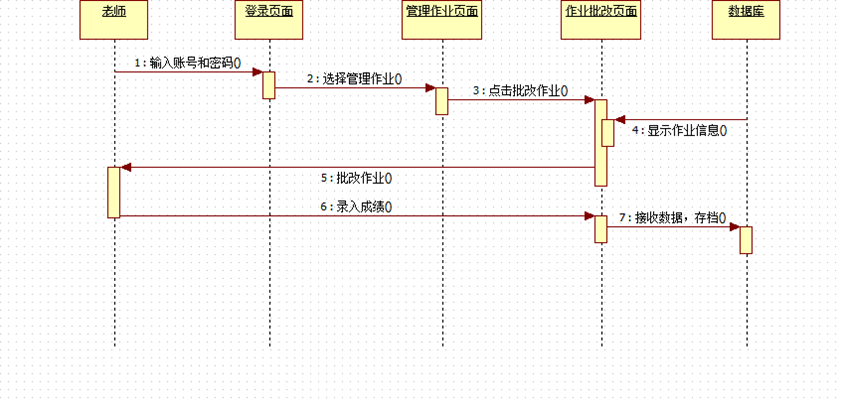 老师
登录页面
管理作业页面
作业批改页面
数据库
1 : 输入账号和密码()
2 : 选择管理作业()
3 : 点击批改作业()
4 : 显示作业信息()
5 : 批改作业()
6 : 录入成绩()
7 : 接收数据，存档()